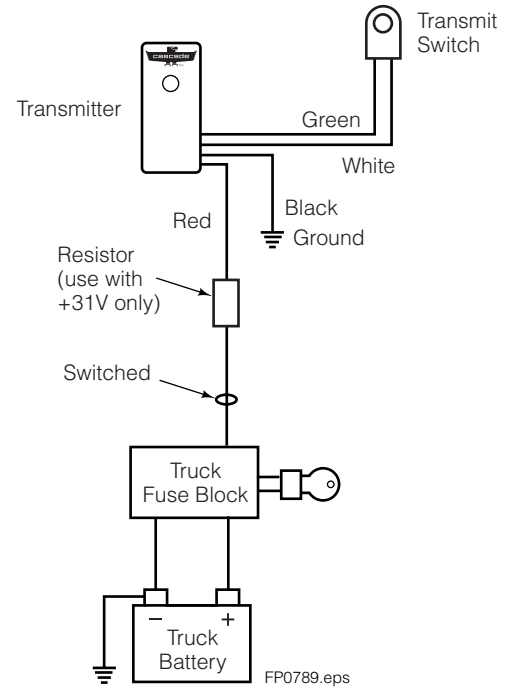 Transmit
Switch
cascade
Transmitter
Green
White
Red
Black
Ground
Resistor
(use with
+31V only)
Switched
Truck
Fuse Block
− +
Truck
Battery
FP0789.eps